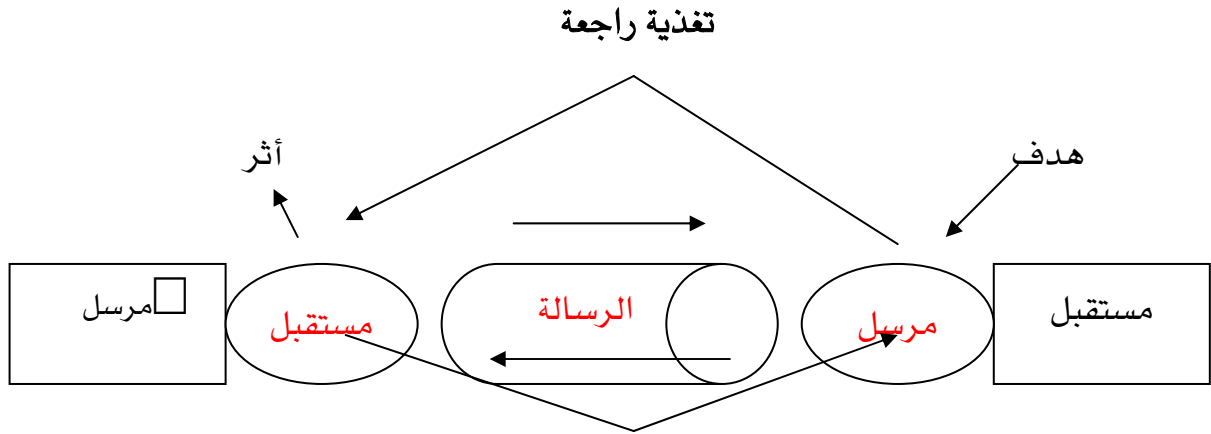 تغذية راجعة
هدف
أثر
مستقبل
مرسل
الرسالة
مستقبل
مرسل